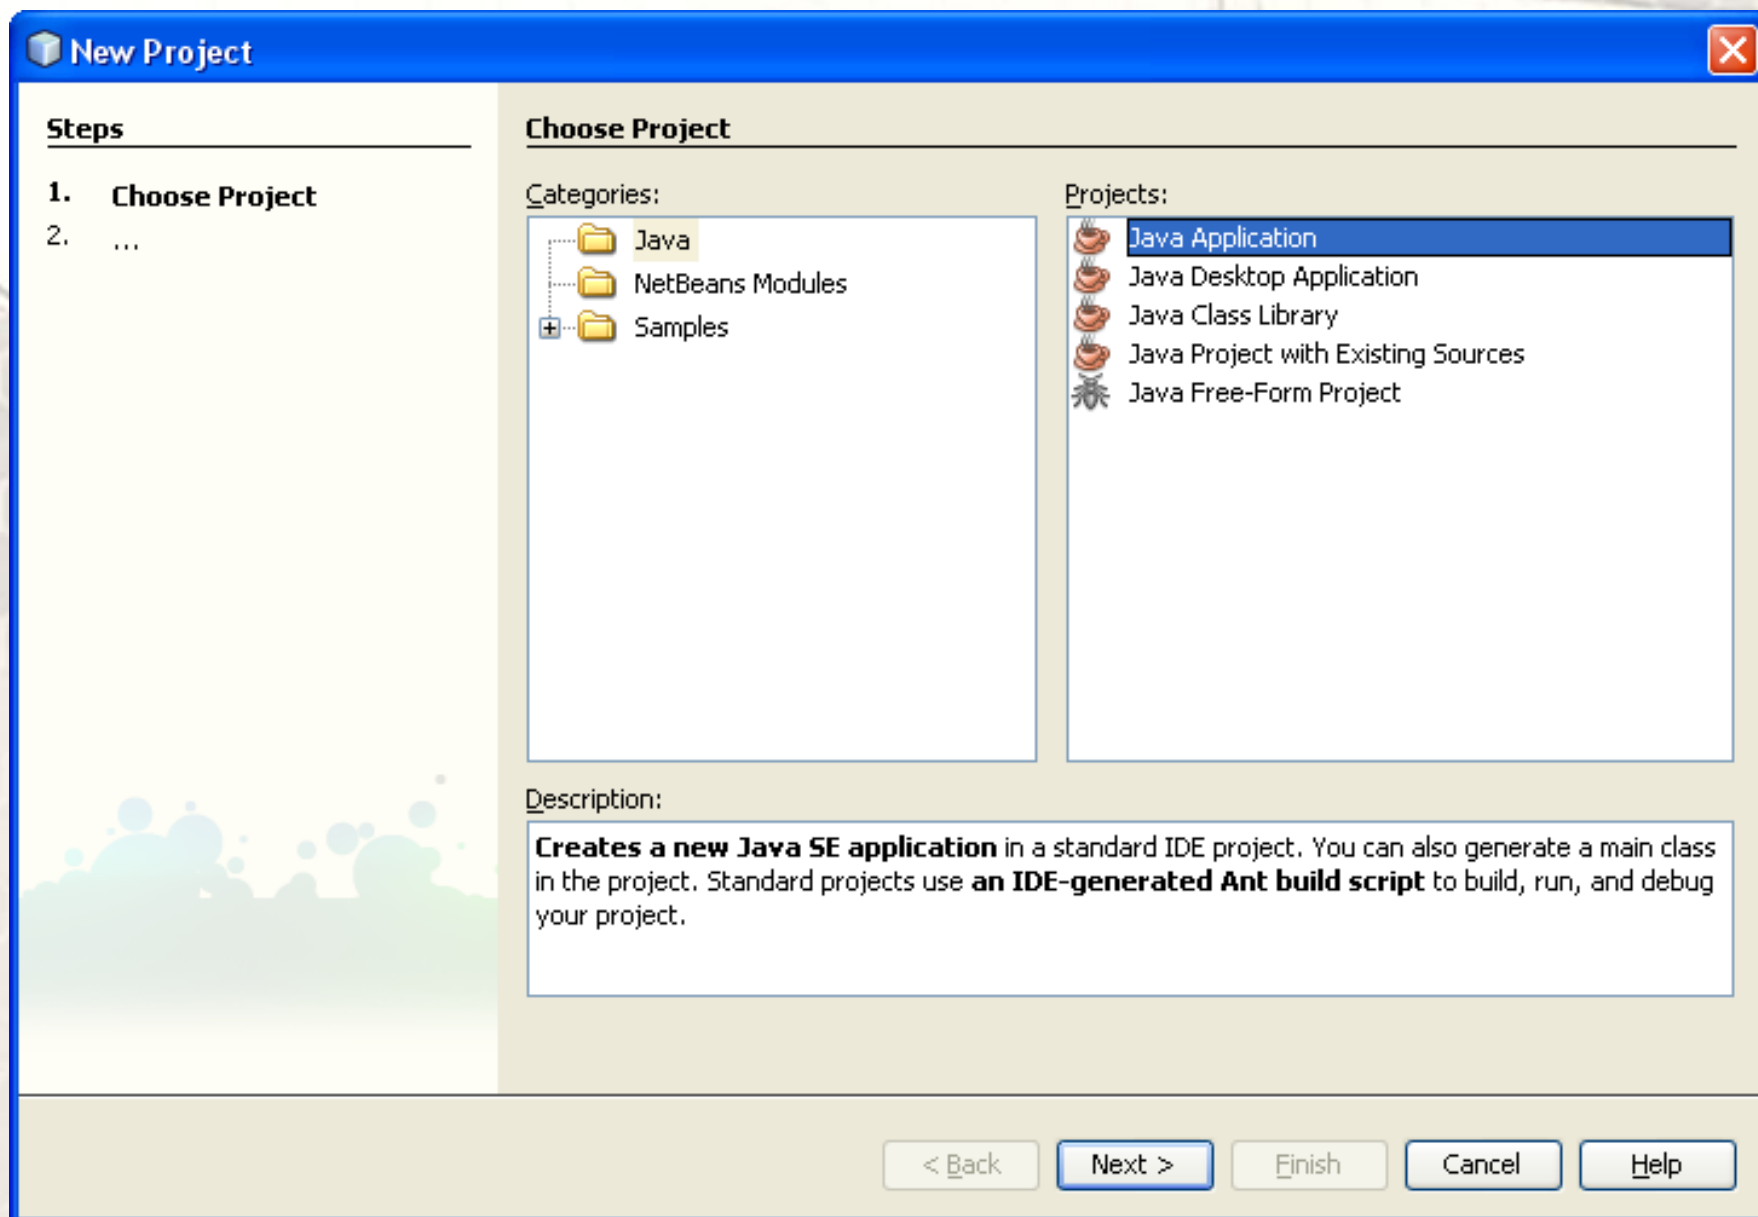 New Project
Steps
1. Choose Project
2. ...
Choose Project
Categories:
Java
NetBeans Modules
Samples
Projects:
Java Application
Java Desktop Application
Java Class Library
Java Project with Existing Sources
Java Free-Form Project
Description:
Creates a new Java SE application in a standard IDE project. You can also generate a main class
in the project. Standard projects use an IDE-generated Ant build script to build, run, and debug
your project.
< Back Next > Finish Cancel Help